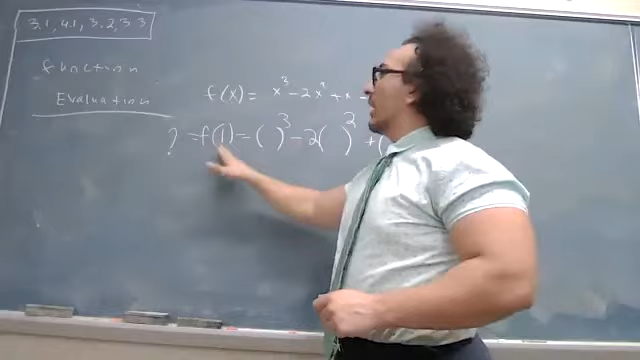 3.1, 4.1, 3.2, 3.3
function
Evaluation
f(x) = x³ - 2x² + x -
? = f(1) = ( )³ - 2( )² + (